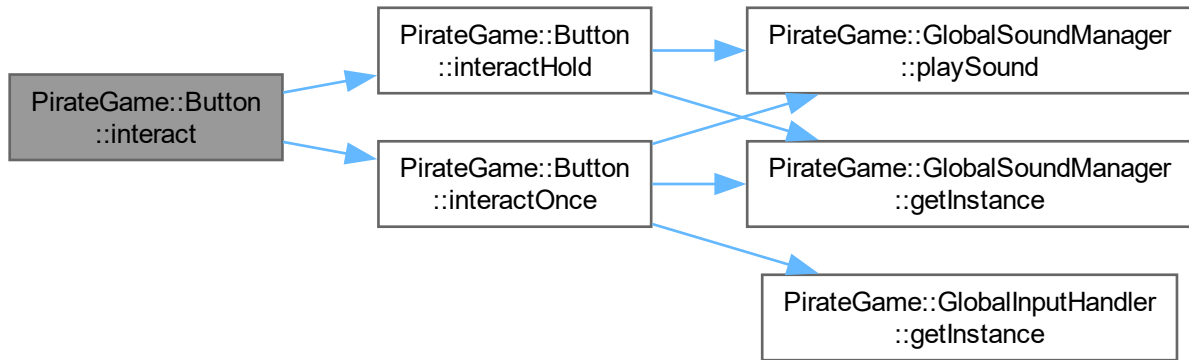 PirateGame::Button
::interact
PirateGame::Button
::interactHold
PirateGame::Button
::interactOnce
PirateGame::GlobalSoundManager
::playSound
PirateGame::GlobalSoundManager
::getInstance
PirateGame::GlobalInputHandler
::getInstance